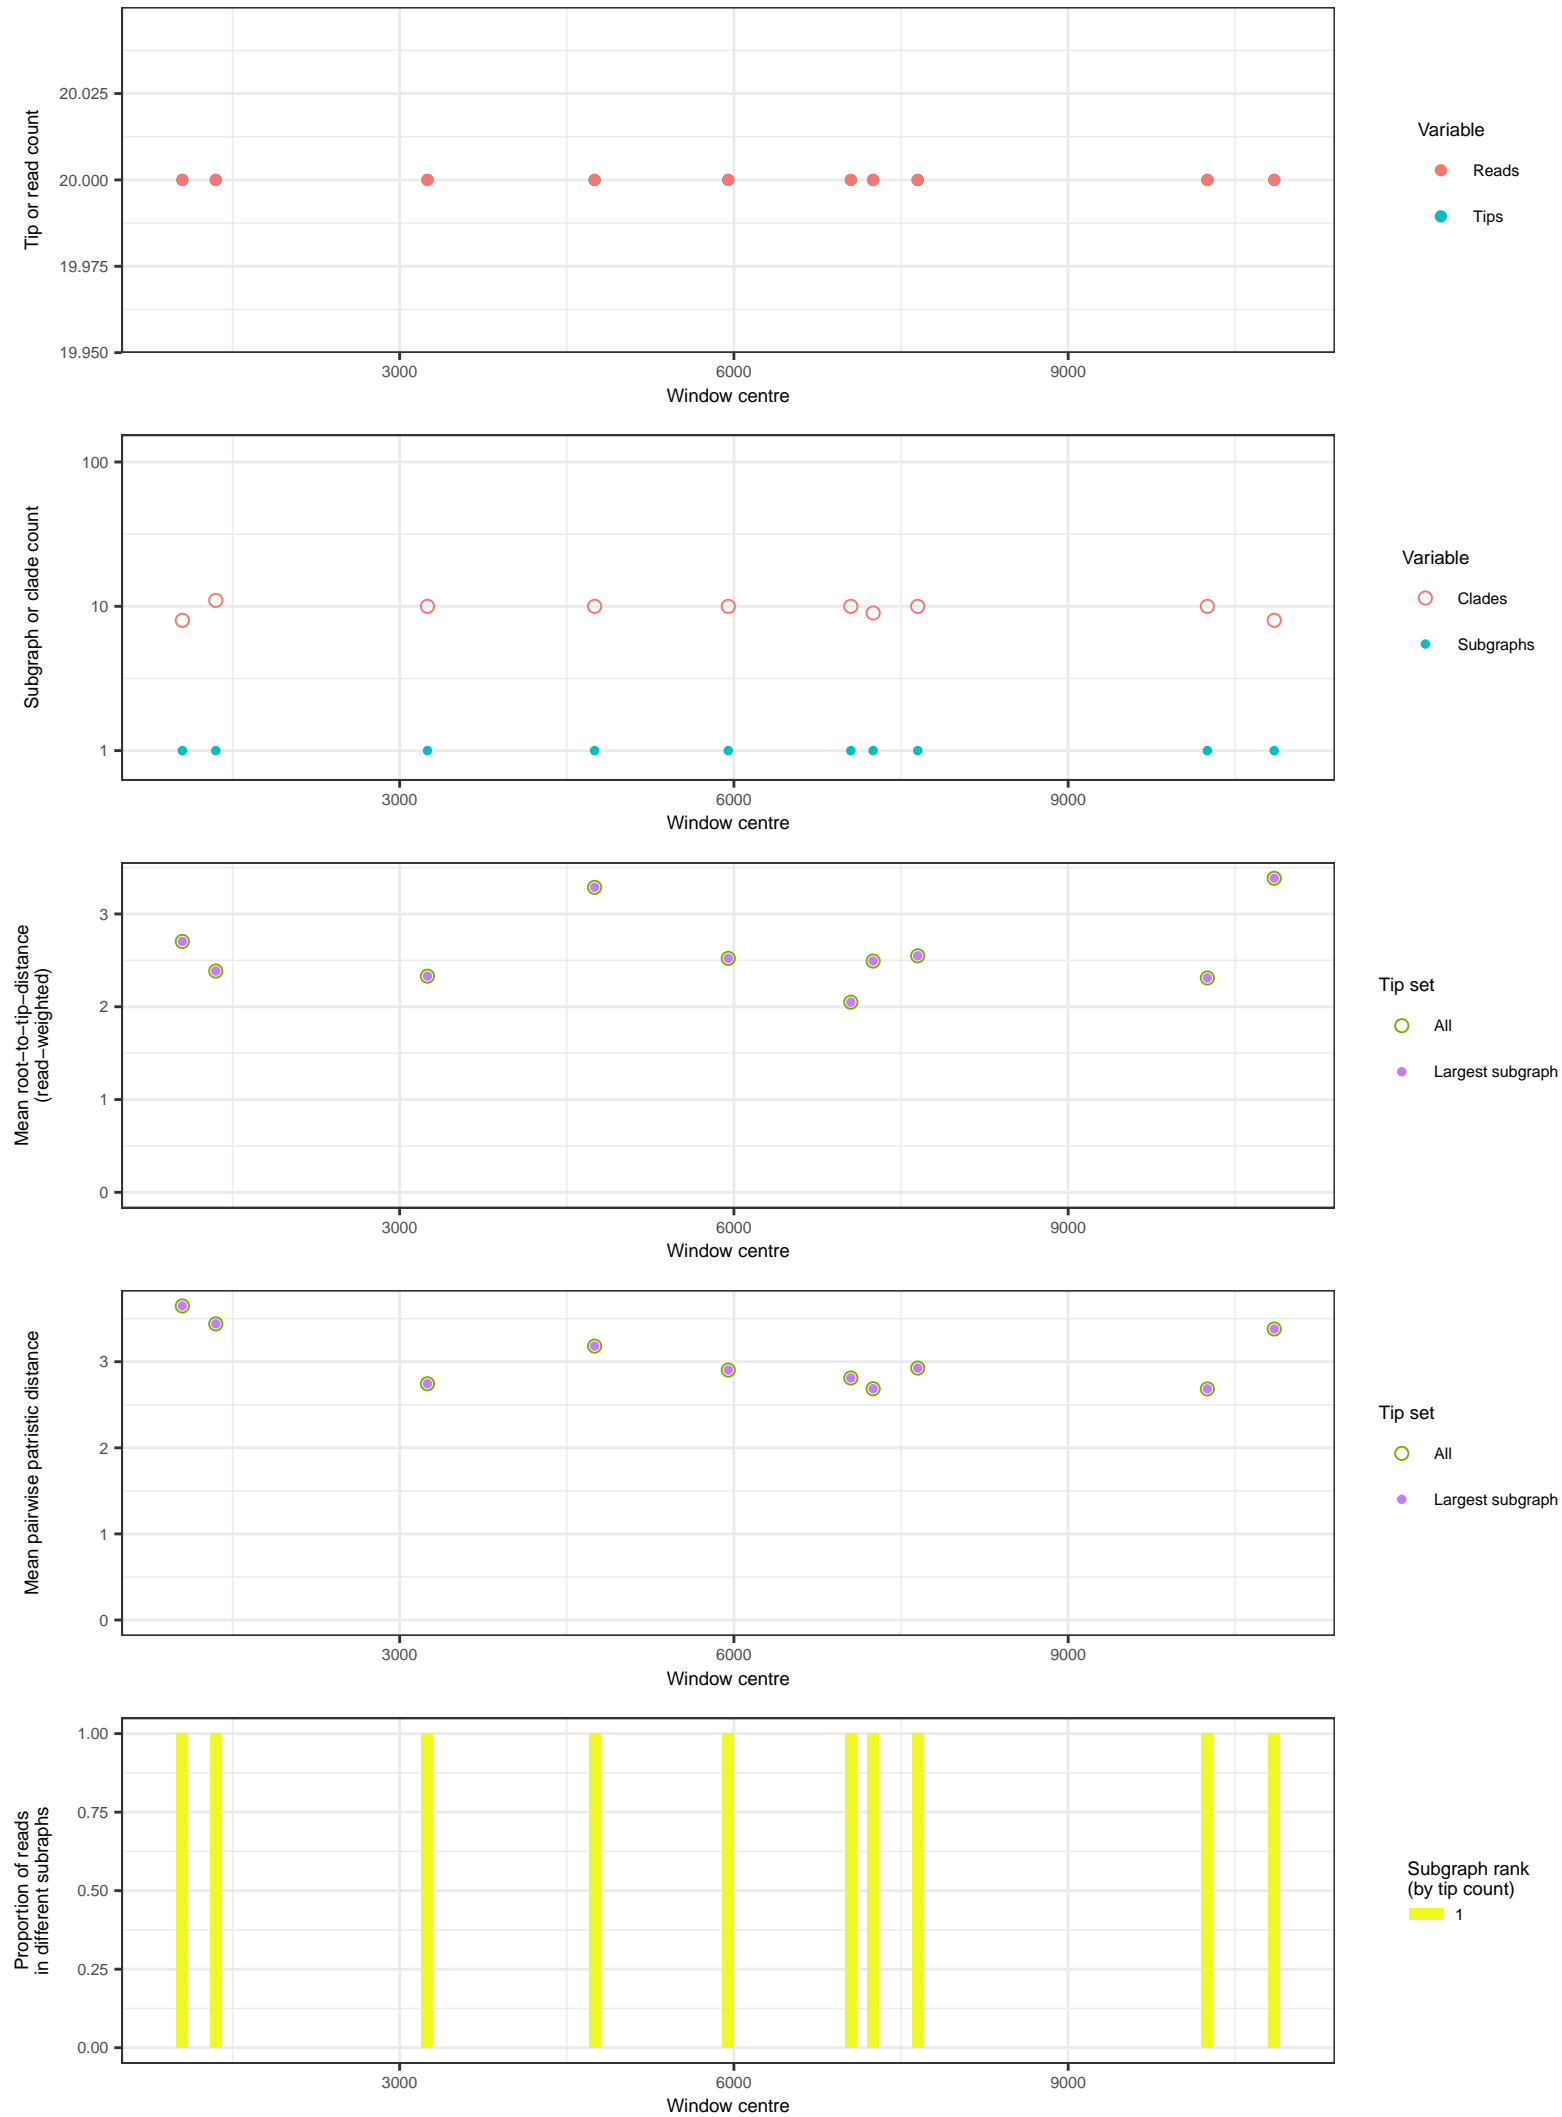 20.025
20.000
19.975
19.950
Tip or read count
3000 6000 9000
Window centre
Variable
Reads
Tips
100
10
1
Subgraph or clade count
3000 6000 9000
Window centre
Variable
Clades
Subgraphs
3
2
1
0
Mean root−to−tip−distance
(read−weighted)
3000 6000 9000
Window centre
Tip set
All
Largest subgraph
3
2
1
0
Mean pairwise patristic distance
3000 6000 9000
Window centre
Tip set
All
Largest subgraph
1.00
0.75
0.50
0.25
0.00
Proportion of reads
in different subraphs
3000 6000 9000
Window centre
Subgraph rank
(by tip count)
1